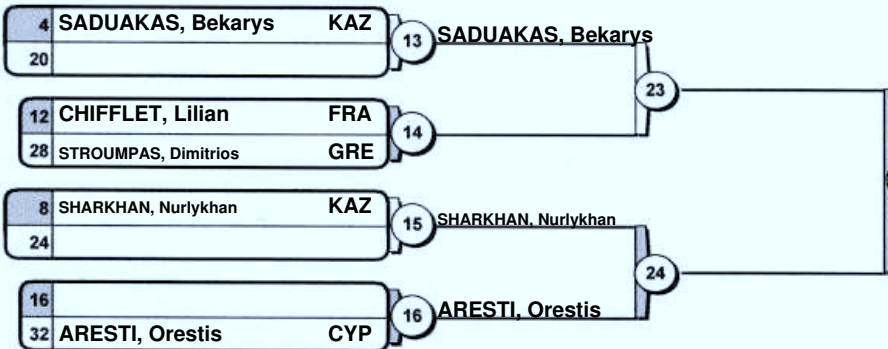 4 SADUAKAS, Bekarys KAZ
20
13 SADUAKAS, Bekarys
23
12 CHIFFLET, Lilian FRA
28 STROUMPAS, Dimitrios GRE
14
8 SHARKHAN, Nurlykhan KAZ
24
15 SHARKHAN, Nurlykhan
24
16
32 ARESTI, Orestis CYP
16 ARESTI, Orestis